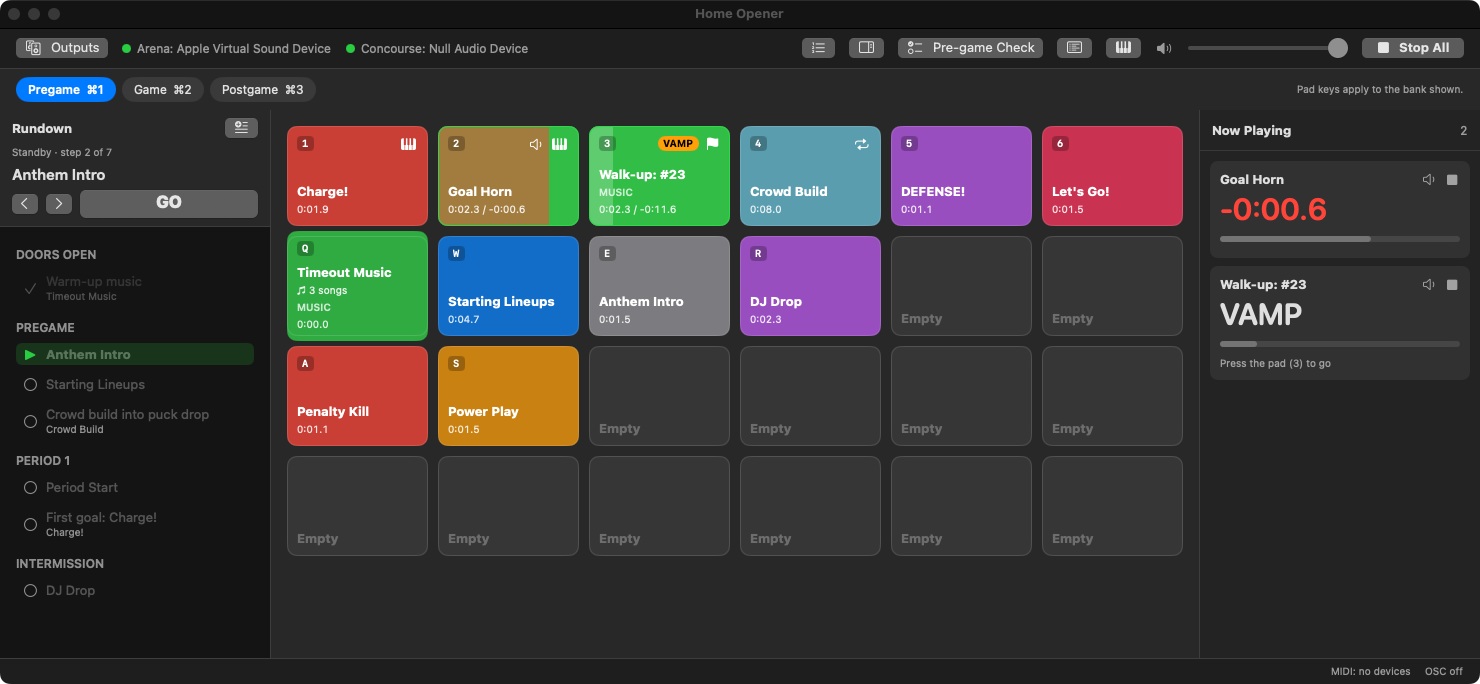 Home Opener
Outputs
Arena: Apple Virtual Sound Device
Concourse: Null Audio Device
Pre-game Check
Stop All
Pregame ⌘1
Game ⌘2
Postgame ⌘3
Pad keys apply to the bank shown.
Rundown
Standby · step 2 of 7
Anthem Intro
GO
DOORS OPEN
Warm-up music
Timeout Music
PREGAME
Anthem Intro
Starting Lineups
Crowd build into puck drop
Crowd Build
PERIOD 1
Period Start
First goal: Charge!
Charge!
INTERMISSION
DJ Drop
1
Charge!
0:01.9
2
Goal Horn
0:02.3 / -0:00.6
3
VAMP
Walk-up: #23
MUSIC
0:02.3 / -0:11.6
4
Crowd Build
0:08.0
5
DEFENSE!
0:01.1
6
Let's Go!
0:01.5
Q
Timeout Music
3 songs
MUSIC
0:00.0
W
Starting Lineups
0:04.7
E
Anthem Intro
0:01.5
R
DJ Drop
0:02.3
Empty
Empty
A
Penalty Kill
0:01.1
S
Power Play
0:01.5
Empty
Empty
Empty
Empty
Empty
Empty
Empty
Empty
Empty
Empty
Now Playing
2
Goal Horn
-0:00.6
Walk-up: #23
VAMP
Press the pad (3) to go
MIDI: no devices
OSC off